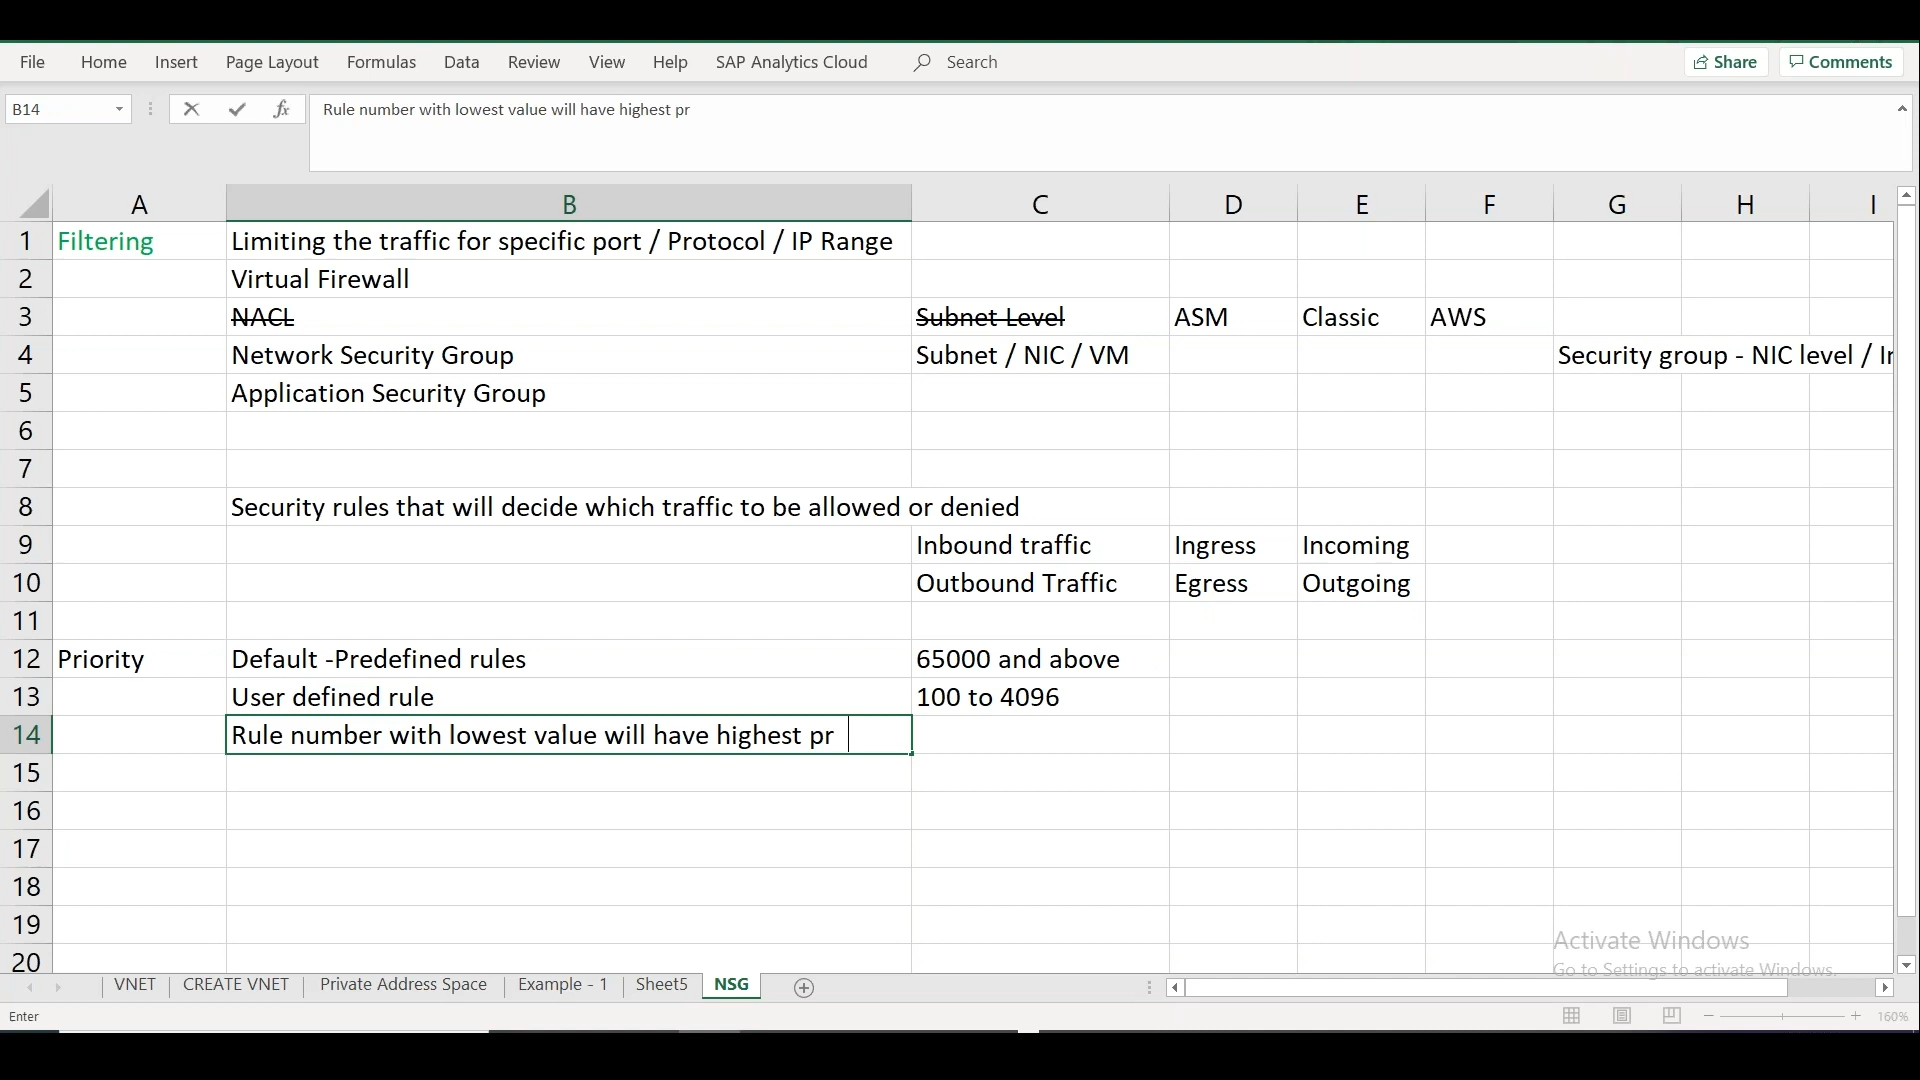 File Home Insert Page Layout Formulas Data Review View Help SAP Analytics Cloud Search Share Comments
B14 fx Rule number with lowest value will have highest pr
A B C D E F G H I
1 Filtering Limiting the traffic for specific port / Protocol / IP Range
2 Virtual Firewall
3 NACL Subnet Level ASM Classic AWS
4 Network Security Group Subnet / NIC / VM Security group - NIC level / Ir
5 Application Security Group
6
7
8 Security rules that will decide which traffic to be allowed or denied
9 Inbound traffic Ingress Incoming
10 Outbound Traffic Egress Outgoing
11
12 Priority Default -Predefined rules 65000 and above
13 User defined rule 100 to 4096
14 Rule number with lowest value will have highest pr
15
16
17
18
19
20
Activate Windows
Go to Settings to activate Windows.
VNET CREATE VNET Private Address Space Example - 1 Sheet5 NSG
Enter 160%